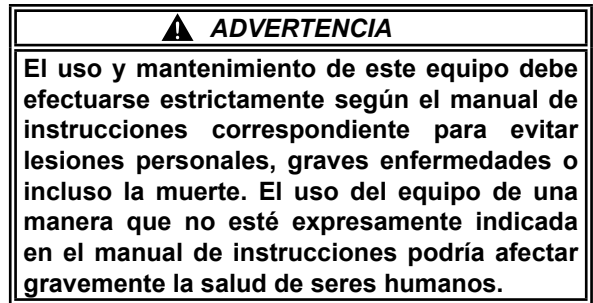 ADVERTENCIA
El uso y mantenimiento de este equipo debe
efectuarse estrictamente según el manual de
instrucciones correspondiente para evitar
lesiones personales, graves enfermedades o
incluso la muerte. El uso del equipo de una
manera que no esté expresamente indicada
en el manual de instrucciones podría afectar
gravemente la salud de seres humanos.